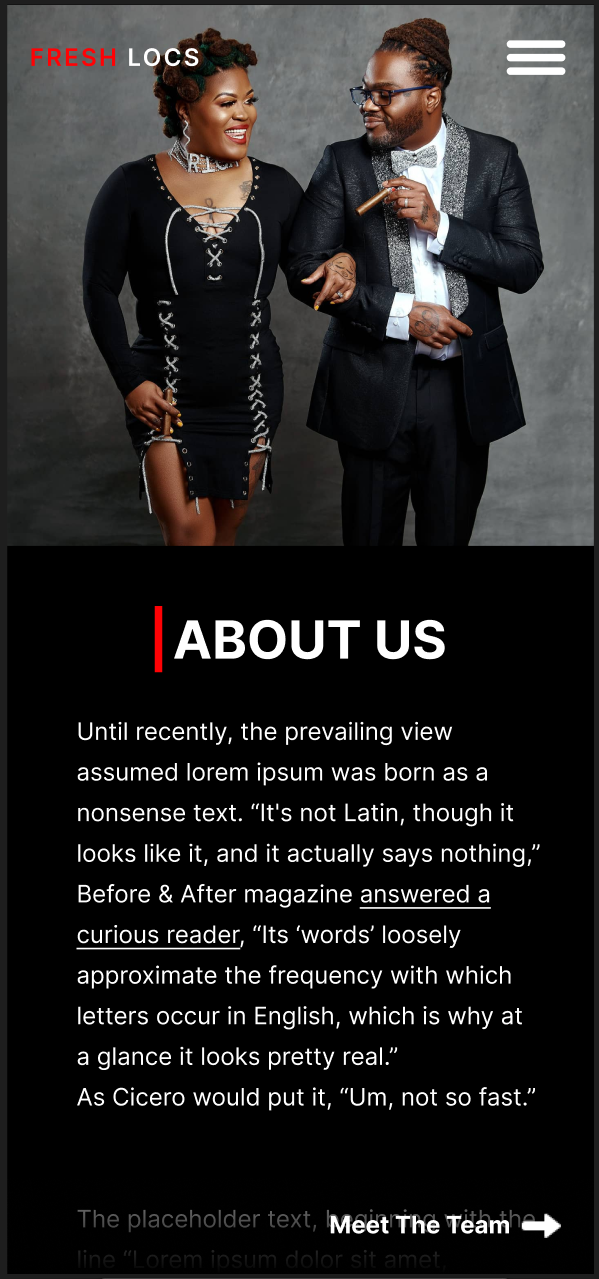 FRESH LOCS
ABOUT US
Until recently, the prevailing view
assumed lorem ipsum was born as a
nonsense text. “It's not Latin, though it
looks like it, and it actually says nothing,”
Before & After magazine answered a
curious reader, “Its ‘words’ loosely
approximate the frequency with which
letters occur in English, which is why at
a glance it looks pretty real.”
As Cicero would put it, “Um, not so fast.”
The placeholder text, beginning with the
Meet The Team
line “Lorem ipsum dolor sit amet,